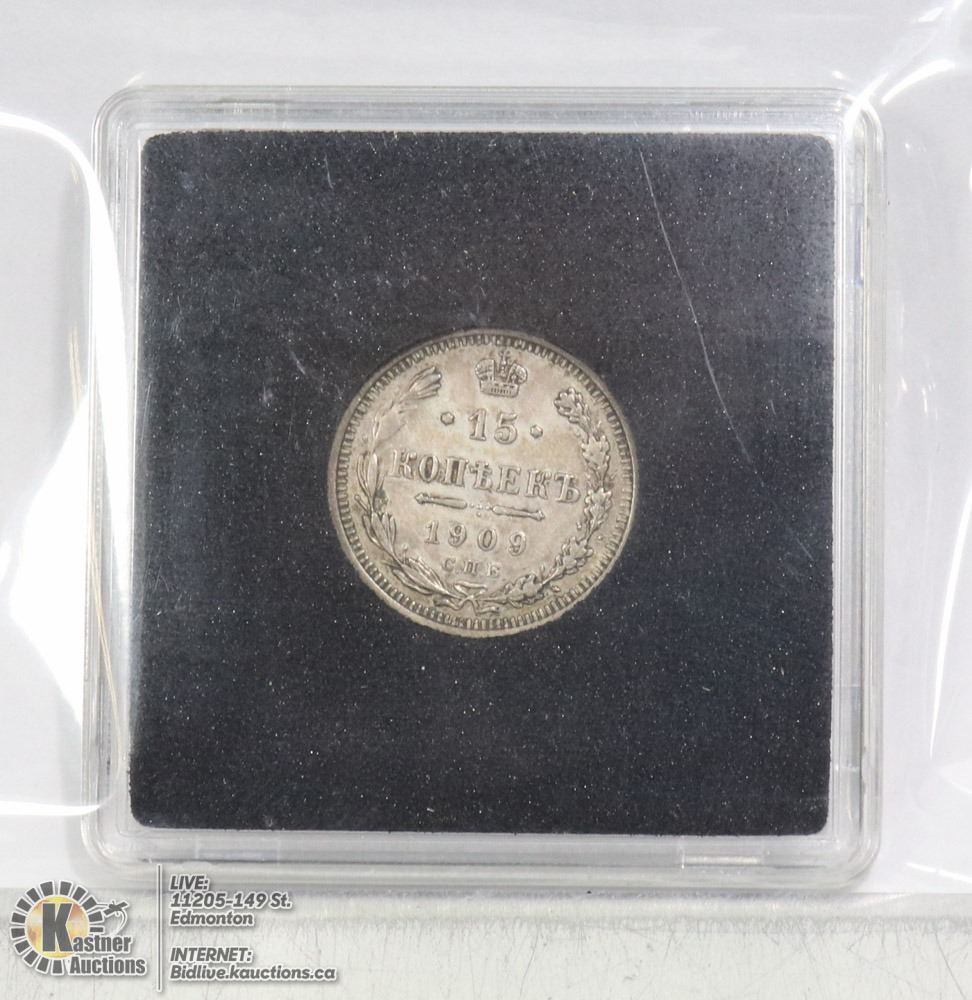 · 15 ·
КОПѢЕКЪ
1909
СПБ
LIVE:
11205-149 St.
Edmonton
INTERNET:
Bidlive.kauctions.ca
Kastner
Auctions